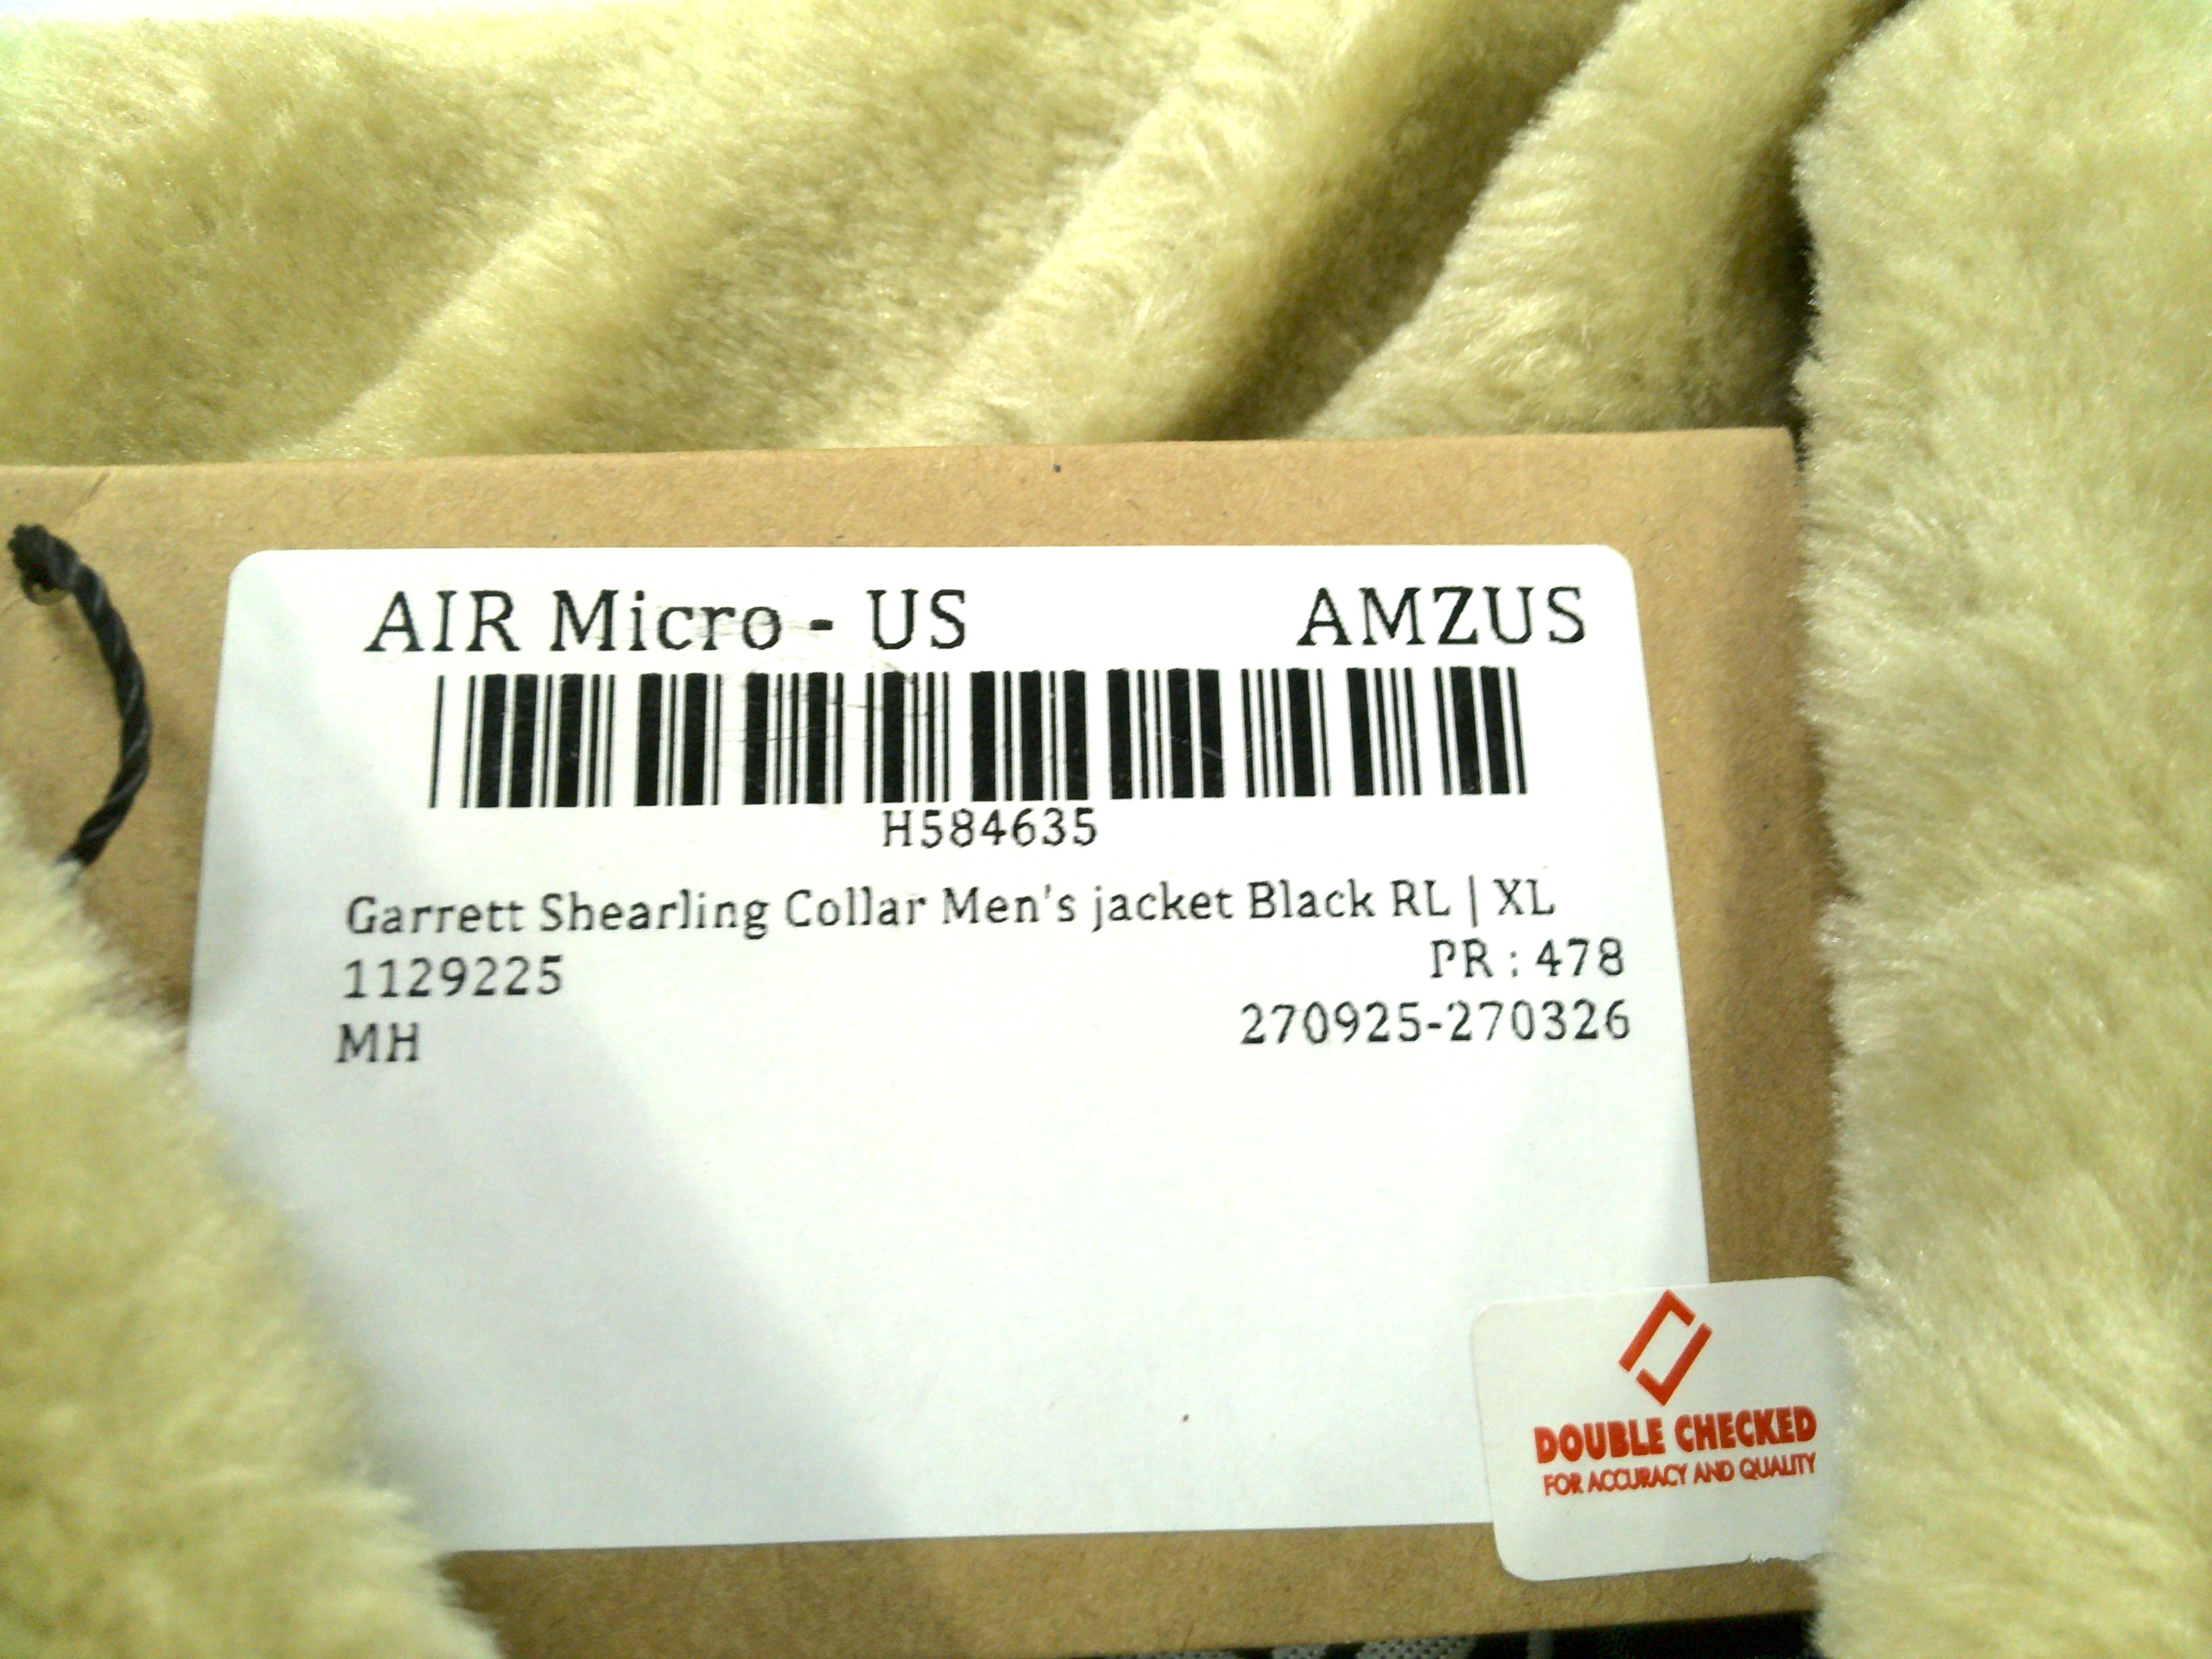 AIR Micro - US AMZUS
H584635
Garrett Shearling Collar Men's jacket Black RL | XL
1129225 PR : 478
MH 270925-270326
DOUBLE CHECKED
FOR ACCURACY AND QUALITY